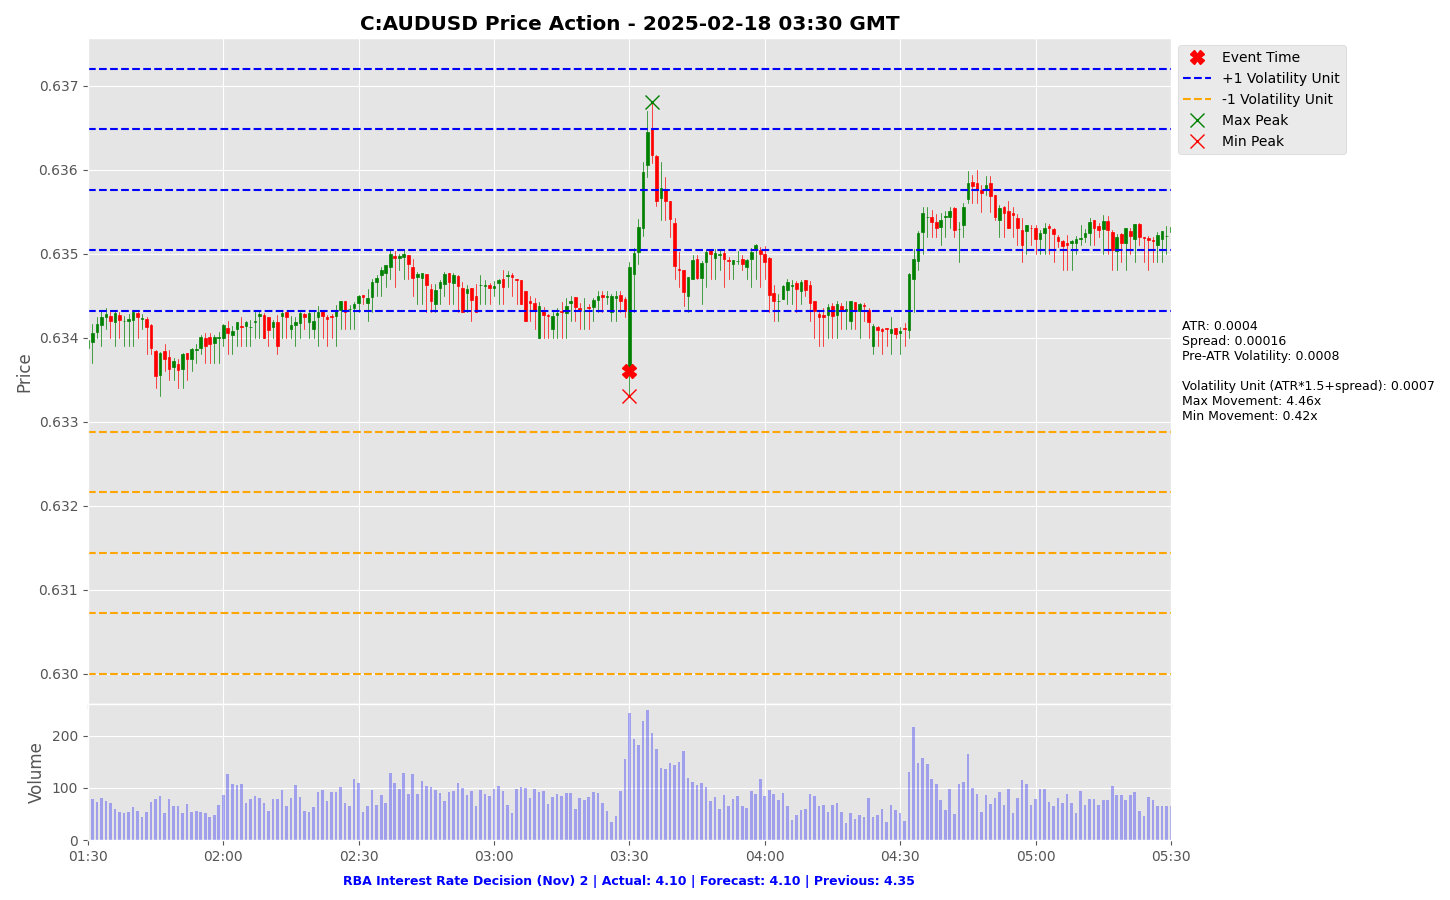 C:AUDUSD Price Action - 2025-02-18 03:30 GMT
Event Time
+1 Volatility Unit
-1 Volatility Unit
Max Peak
Min Peak
Price
0.637
0.636
0.635
0.634
0.633
0.632
0.631
0.630
ATR: 0.0004
Spread: 0.00016
Pre-ATR Volatility: 0.0008
Volatility Unit (ATR*1.5+spread): 0.0007
Max Movement: 4.46x
Min Movement: 0.42x
Volume
200
100
0
01:30 02:00 02:30 03:00 03:30 04:00 04:30 05:00 05:30
RBA Interest Rate Decision (Nov) 2 | Actual: 4.10 | Forecast: 4.10 | Previous: 4.35